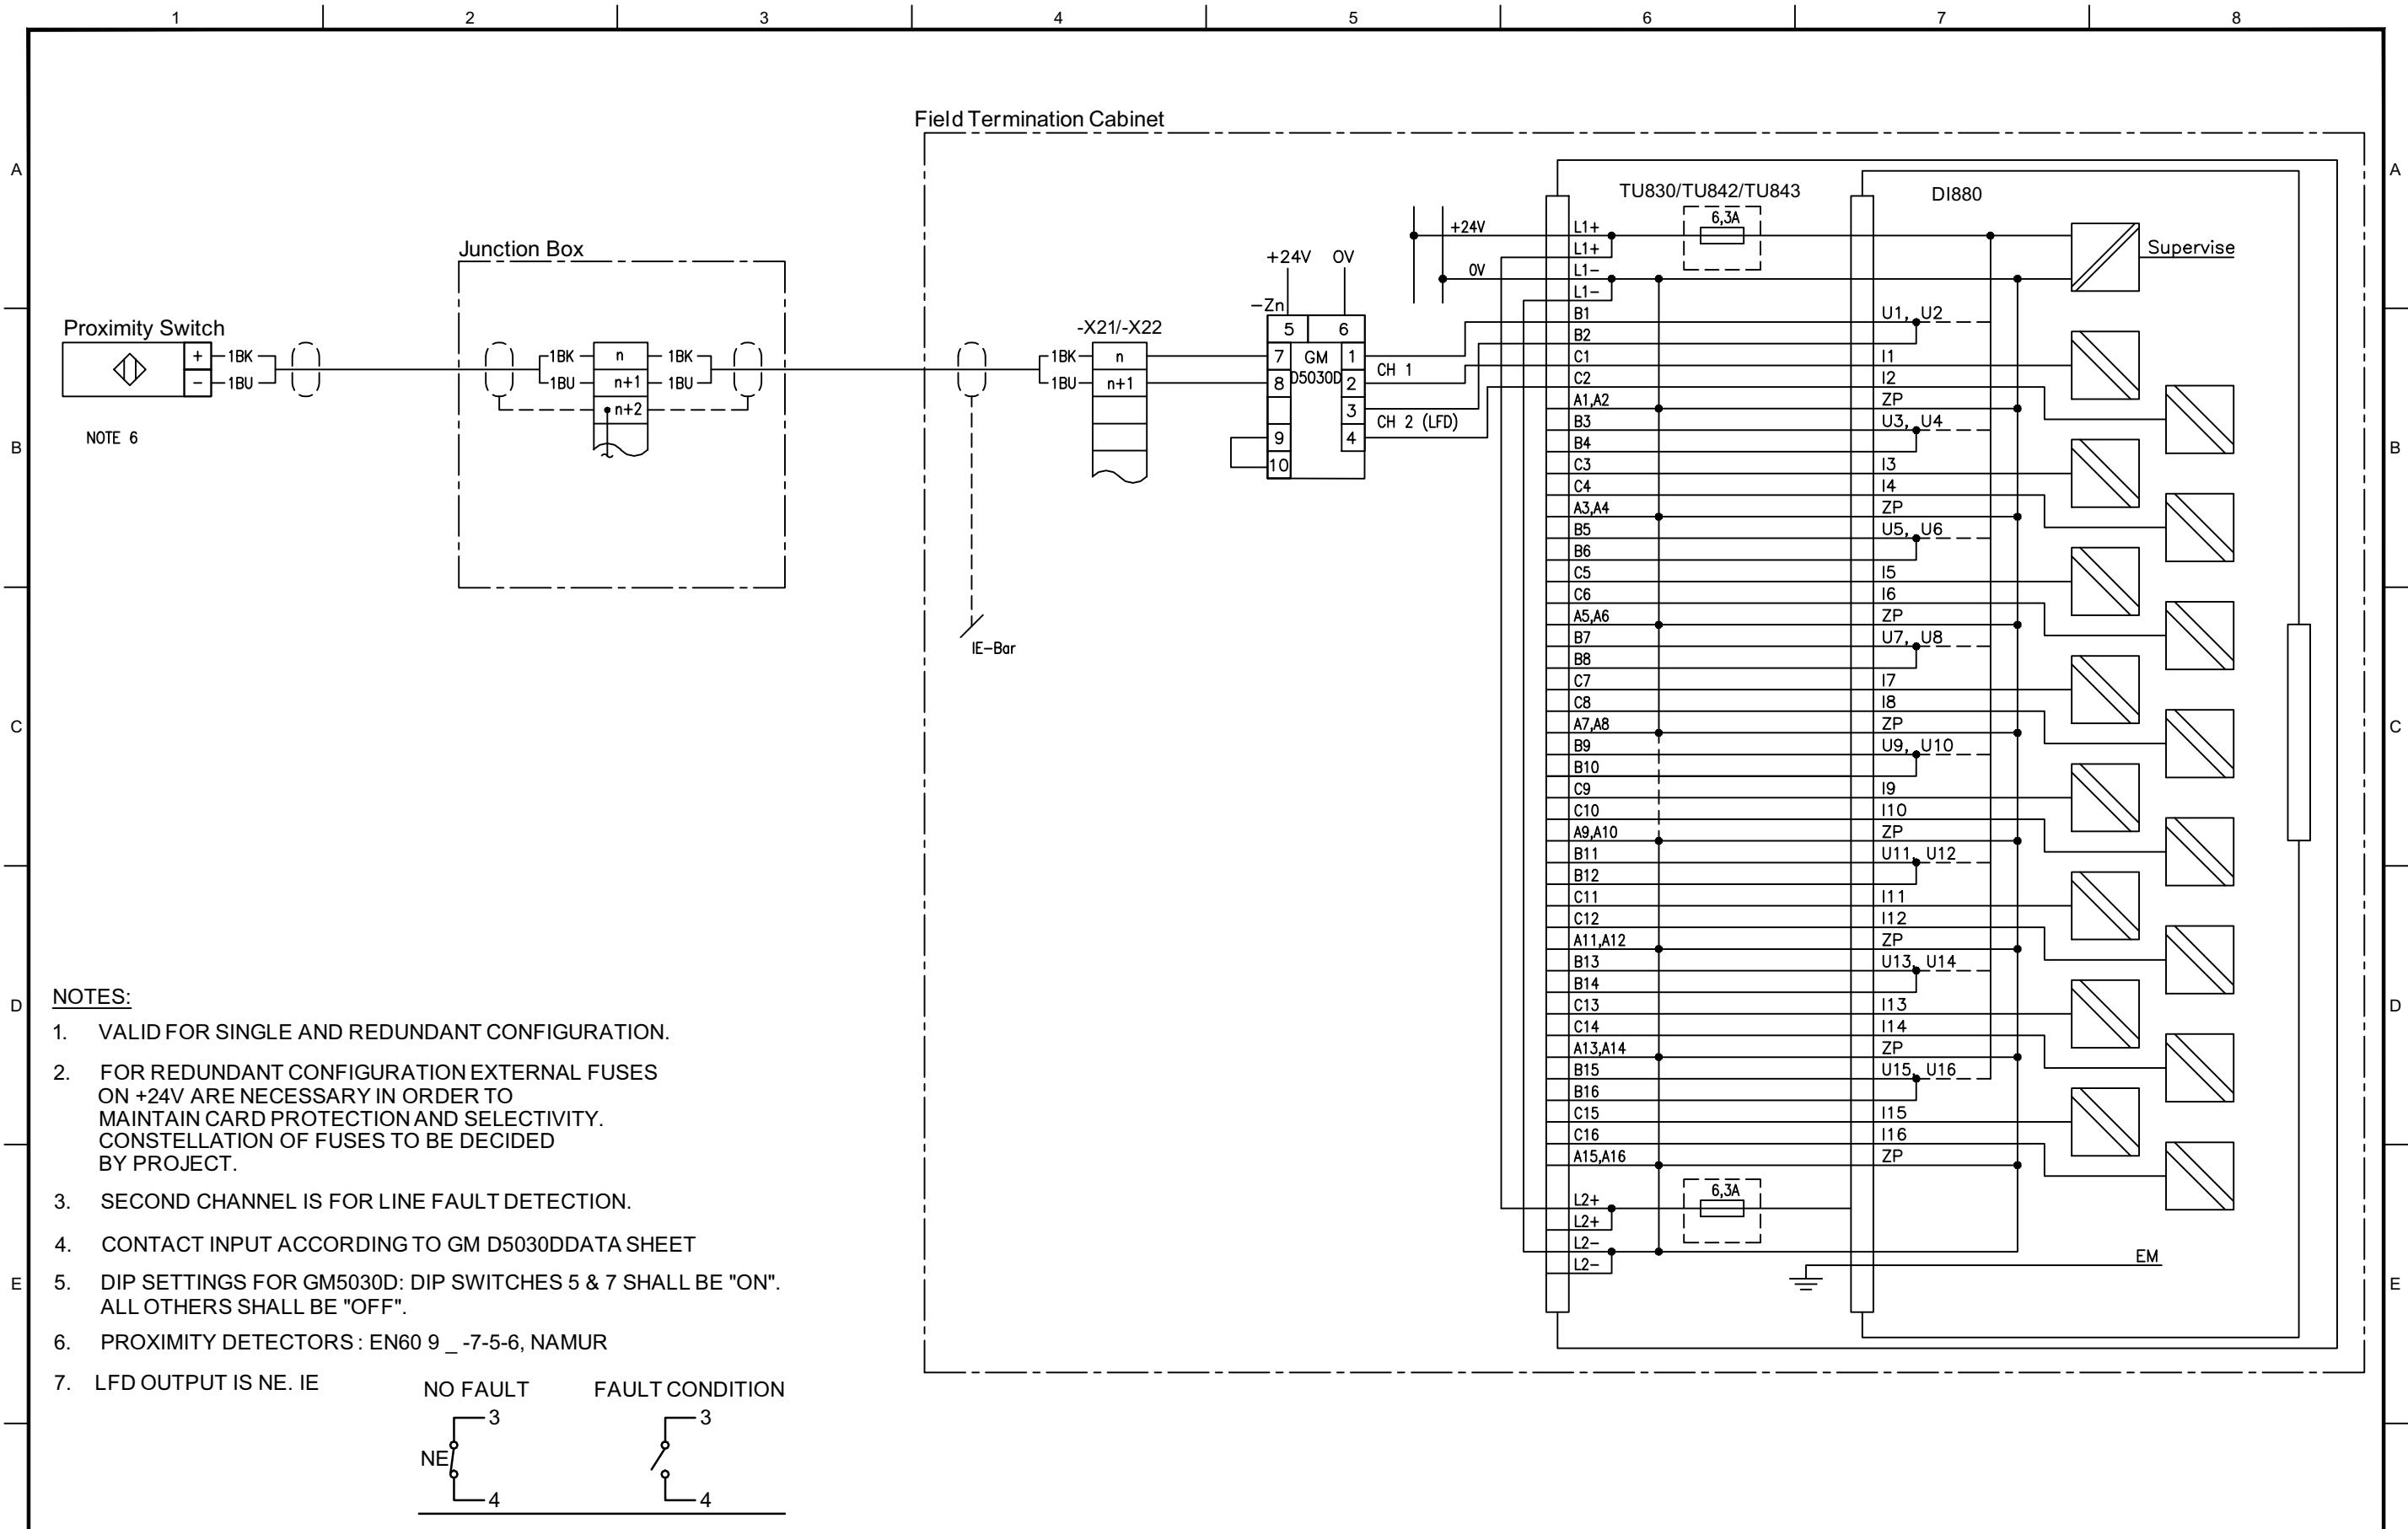 1 2 3 4 5 6 7 8
Field Termination Cabinet
A A
TU830/TU842/TU843
DI880
6,3A
+24V
L1+
L1+
0V
L1-
L1-
Supervise
Junction Box
+24V 0V
-Zn
5 6
Proximity Switch
+ 1BK
- 1BU
NOTE 6
1BK n 1BK
1BU n+1 1BU
n+2
-X21/-X22
1BK n
1BU n+1
7 GM 1
8 D5030D 2
3
9 4
10
CH 1
CH 2 (LFD)
IE-Bar
B1 U1, U2
B2
C1 I1
C2 I2
A1,A2 ZP
B3 U3, U4
B B
B4
C3 I3
C4 I4
A3,A4 ZP
B5 U5, U6
B6
C5 I5
C6 I6
A5,A6 ZP
B7 U7, U8
B8
C7 I7
C8 I8
A7,A8 ZP
C C
B9 U9, U10
B10
C9 I9
C10 I10
A9,A10 ZP
B11 U11, U12
B12
C11 I11
C12 I12
A11,A12 ZP
B13 U13, U14
B14
D D
C13 I13
C14 I14
A13,A14 ZP
B15 U15, U16
B16
C15 I15
C16 I16
A15,A16 ZP
6,3A
L2+
L2+
L2-
L2-
EM
E E
NOTES:
1. VALID FOR SINGLE AND REDUNDANT CONFIGURATION.
2. FOR REDUNDANT CONFIGURATION EXTERNAL FUSES
ON +24V ARE NECESSARY IN ORDER TO
MAINTAIN CARD PROTECTION AND SELECTIVITY.
CONSTELLATION OF FUSES TO BE DECIDED
BY PROJECT.
3. SECOND CHANNEL IS FOR LINE FAULT DETECTION.
4. CONTACT INPUT ACCORDING TO GM D5030DDATA SHEET
5. DIP SETTINGS FOR GM5030D: DIP SWITCHES 5 & 7 SHALL BE "ON".
ALL OTHERS SHALL BE "OFF".
6. PROXIMITY DETECTORS : EN60 9 _ -7-5-6, NAMUR
7. LFD OUTPUT IS NE. IE
NO FAULT FAULT CONDITION
3 3
NE
4 4